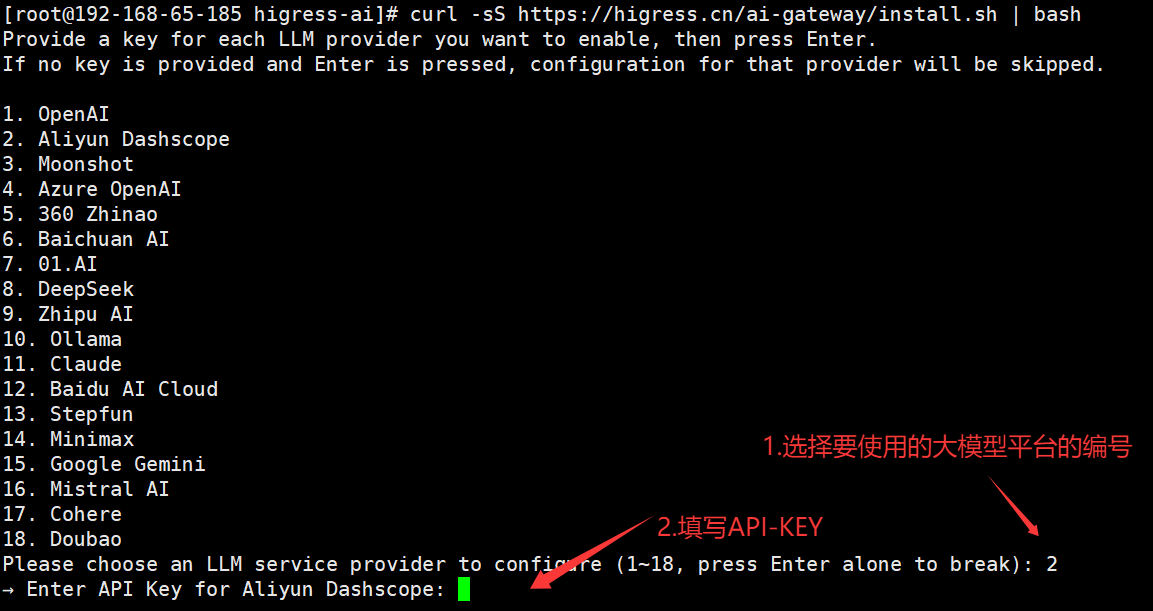 [root@192-168-65-185 higress-ai]# curl -sS https://higress.cn/ai-gateway/install.sh | bash
Provide a key for each LLM provider you want to enable, then press Enter.
If no key is provided and Enter is pressed, configuration for that provider will be skipped.
1. OpenAI
2. Aliyun Dashscope
3. Moonshot
4. Azure OpenAI
5. 360 Zhinao
6. Baichuan AI
7. 01.AI
8. DeepSeek
9. Zhipu AI
10. Ollama
11. Claude
12. Baidu AI Cloud
13. Stepfun
14. Minimax
15. Google Gemini
16. Mistral AI
17. Cohere
18. Doubao
1.选择要使用的大模型平台的编号
2.填写API-KEY
Please choose an LLM service provider to configure (1~18, press Enter alone to break): 2
→ Enter API Key for Aliyun Dashscope: